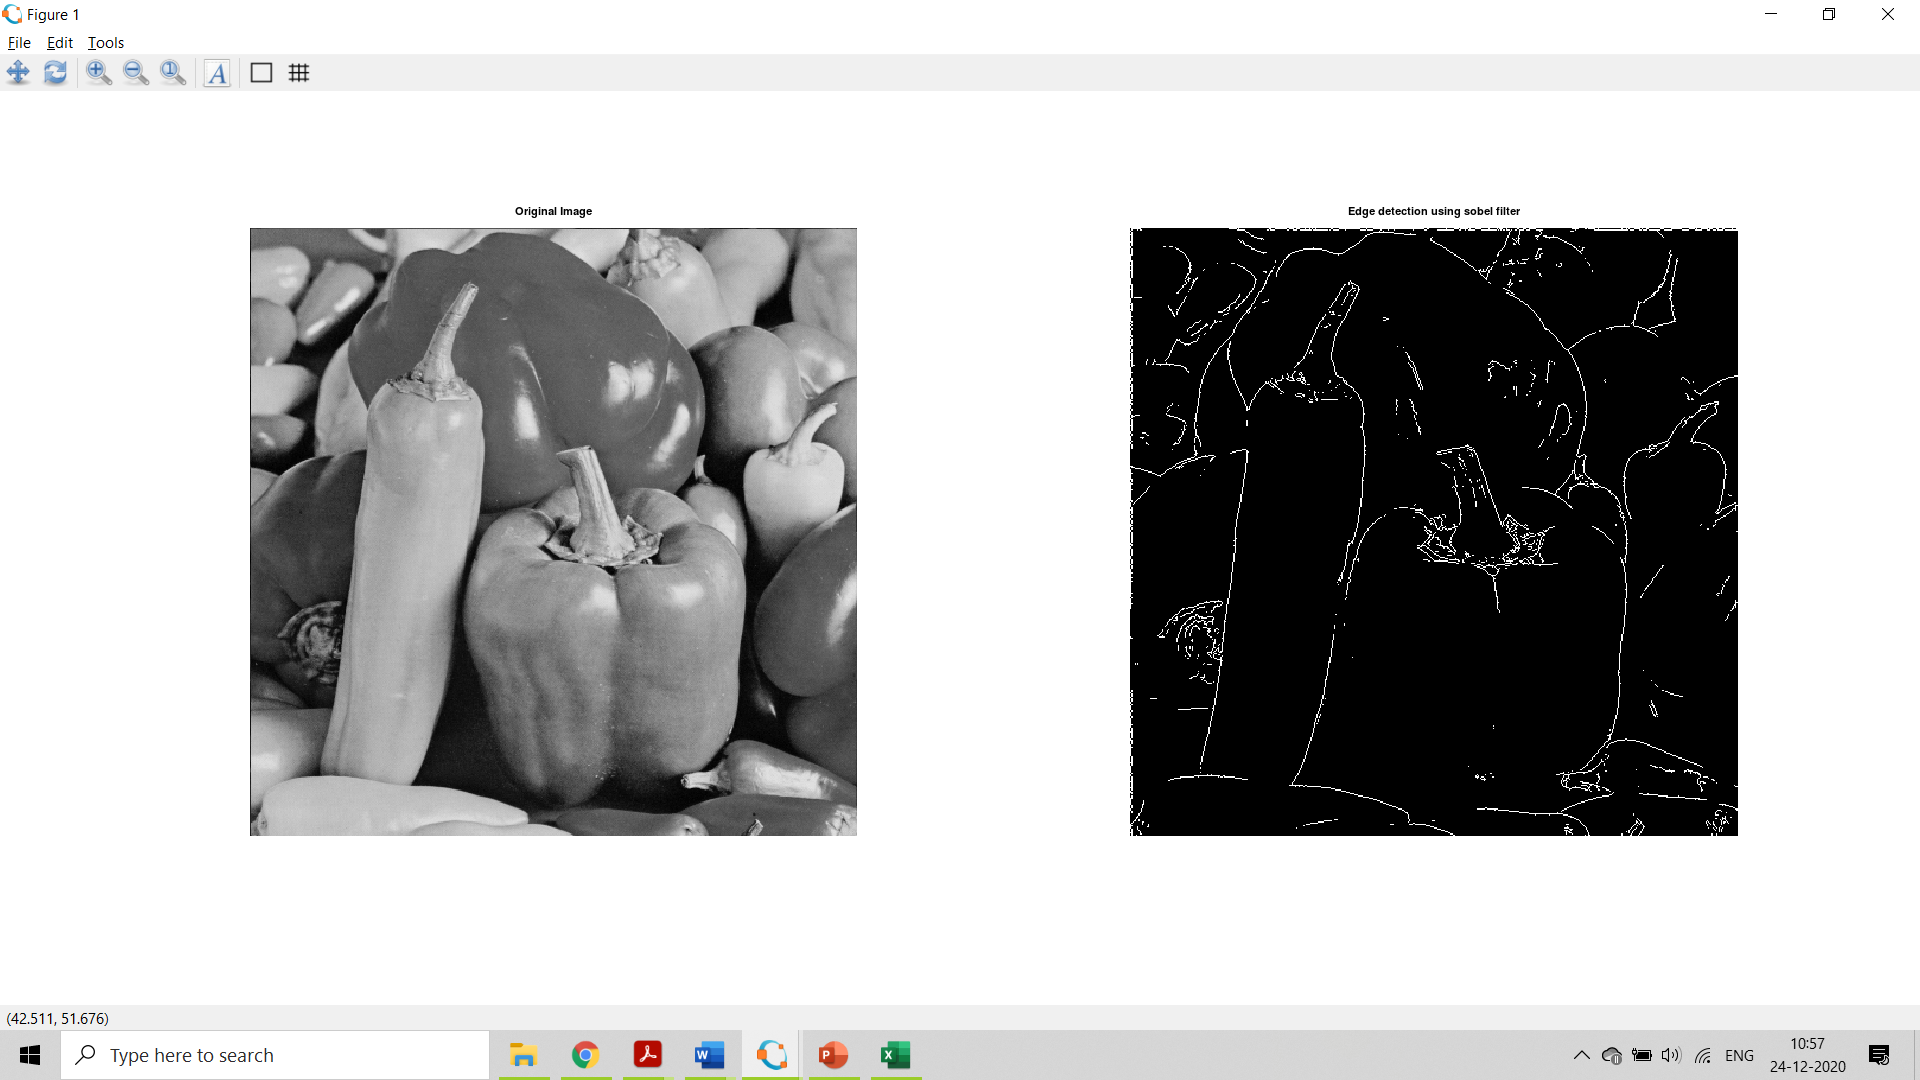 Figure 1
File Edit Tools
A
Original Image
Edge detection using sobel filter
(42.511, 51.676)
Type here to search
W
P
X
ENG
10:57
24-12-2020